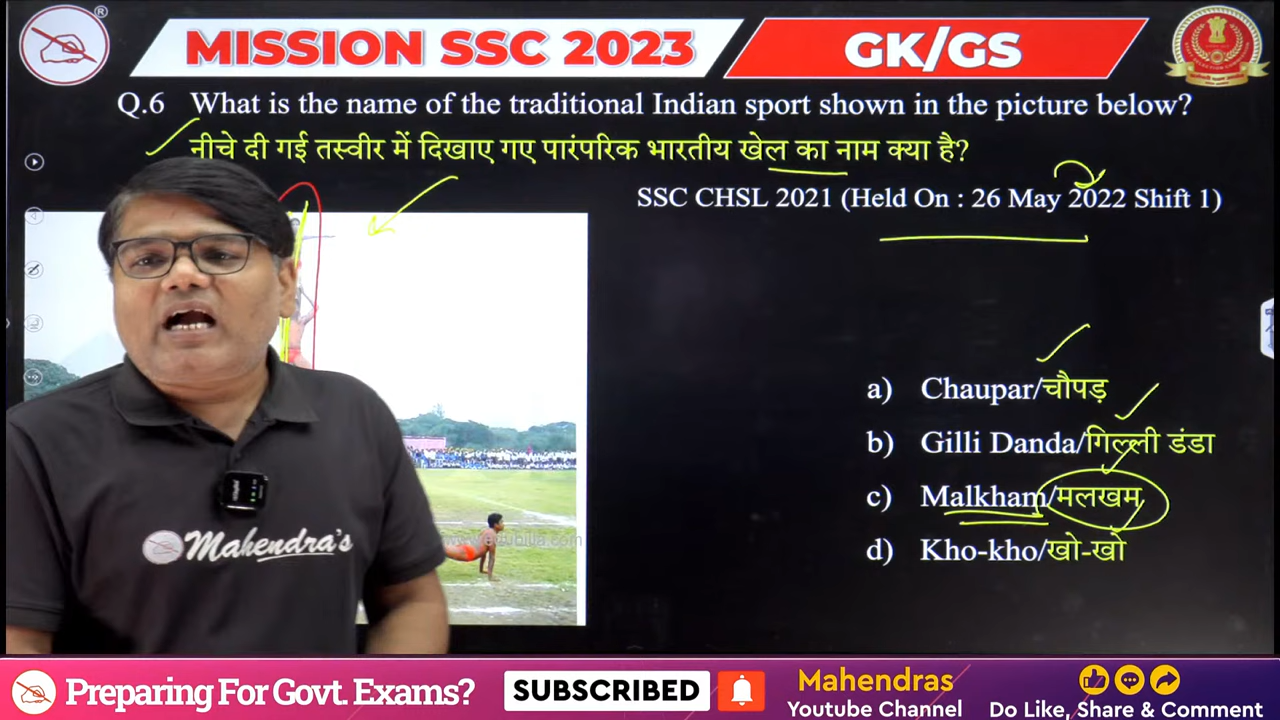 MISSION SSC 2023
GK/GS
Q.6 What is the name of the traditional Indian sport shown in the picture below?
नीचे दी गई तस्वीर में दिखाए गए पारंपरिक भारतीय खेल का नाम क्या है?
SSC CHSL 2021 (Held On : 26 May 2022 Shift 1)
a) Chaupar/चौपड़
b) Gilli Danda/गिल्ली डंडा
c) Malkham/मलखम
d) Kho-kho/खो-खो
Mahendra's
Preparing For Govt. Exams?
SUBSCRIBED
Mahendras
YouTube Channel
Do Like, Share & Comment